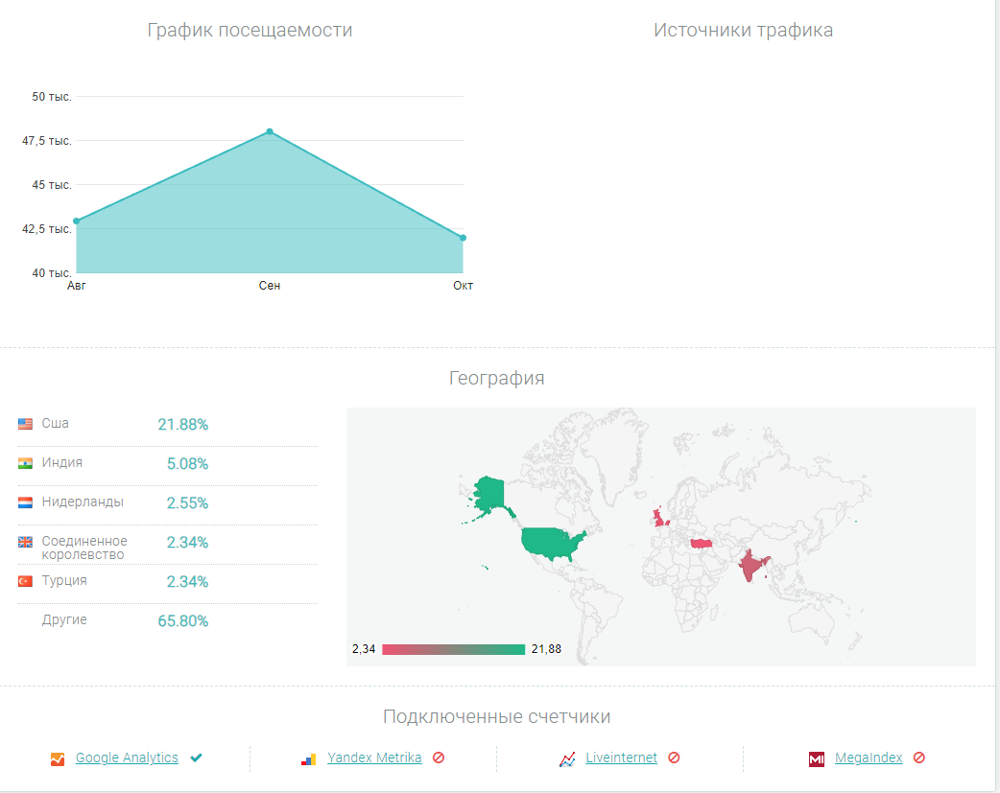 График посещаемости
Источники трафика
50 тыс.
47,5 тыс.
45 тыс.
42,5 тыс.
40 тыс.
Авг
Сен
Окт
География
Сша 21.88%
Индия 5.08%
Нидерланды 2.55%
Соединенное
королевство 2.34%
Турция 2.34%
Другие 65.80%
2,34
21,88
Подключенные счетчики
Google Analytics
Yandex Metrika
Liveinternet
MI
MegaIndex